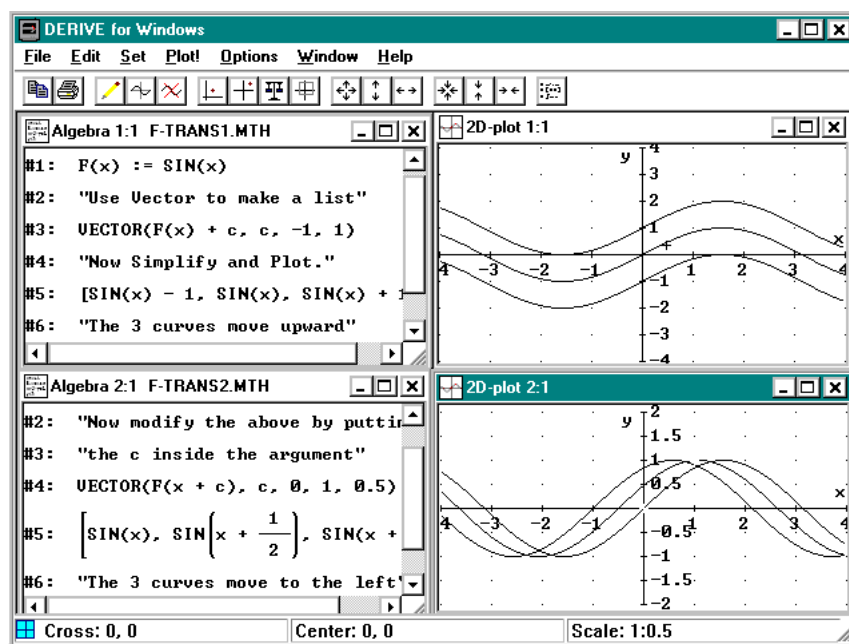 DERIVE for Windows
File Edit Set Plot! Options Window Help
Algebra 1:1 F-TRANS1.MTH
#1: F(x) := SIN(x)
#2: "Use Vector to make a list"
#3: VECTOR(F(x) + c, c, -1, 1)
#4: "Now Simplify and Plot."
#5: [SIN(x) - 1, SIN(x), SIN(x) + 1
#6: "The 3 curves move upward"
2D-plot 1:1
y
4
3
2
1
x
4 -3 -2 -1 1 2 3 4
-1
-2
-3
-4
Algebra 2:1 F-TRANS2.MTH
#2: "Now modify the above by puttin
#3: "the c inside the argument"
#4: VECTOR(F(x + c), c, 0, 1, 0.5)
#5: [SIN(x), SIN(x + 1/2), SIN(x +
#6: "The 3 curves move to the left"
2D-plot 2:1
y
2
1.5
1
0.5
x
4 -3 -2 -1 1 2 3 4
-0.5
-1
-1.5
-2
Cross: 0, 0 Center: 0, 0 Scale: 1:0.5